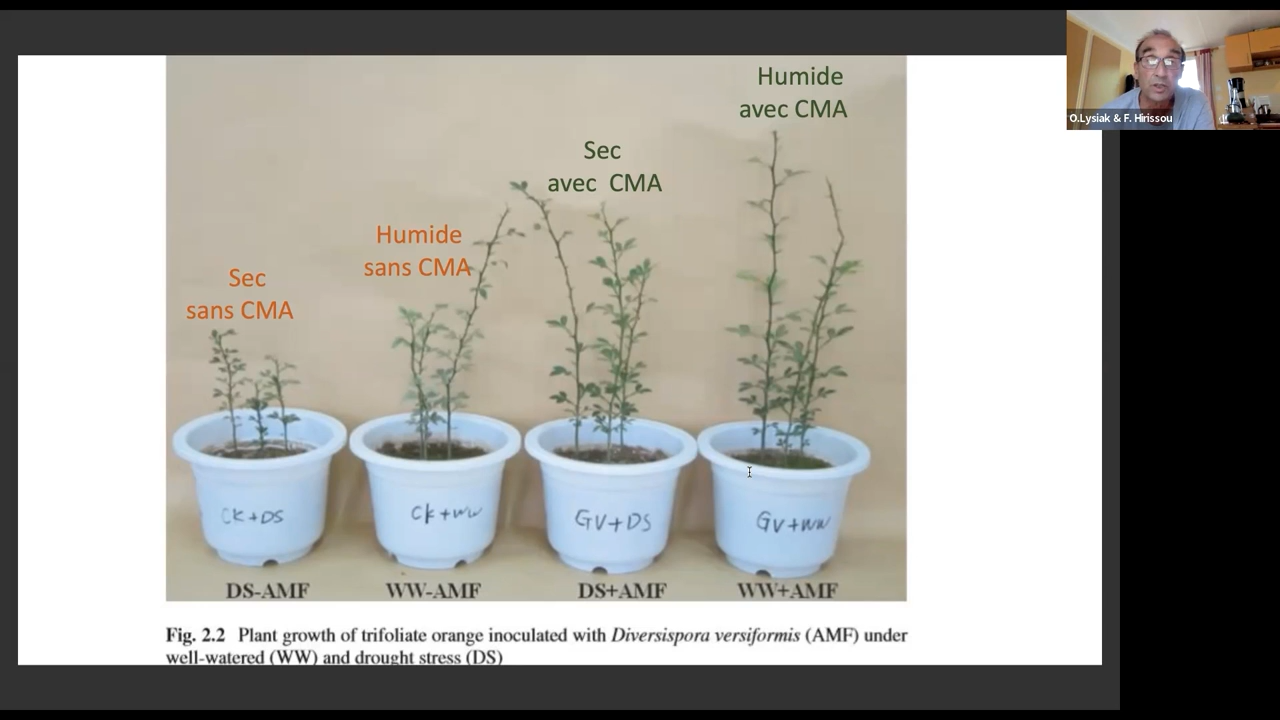 Humide
avec CMA
Sec
avec CMA
Humide
sans CMA
Sec
sans CMA
CK+DS
CK+WW
GV+DS
GV+WW
DS-AMF
WW-AMF
DS+AMF
WW+AMF
Fig. 2.2 Plant growth of trifoliate orange inoculated with Diversispora versiformis (AMF) under
well-watered (WW) and drought stress (DS)
O.Lysiak & F. Hirissou